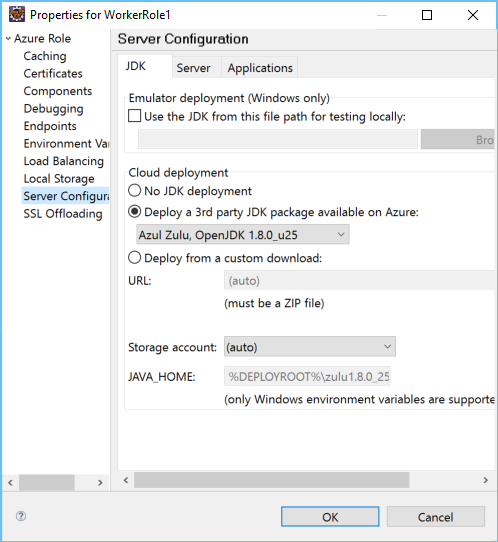 Properties for WorkerRole1
Azure Role
Caching
Certificates
Components
Debugging
Endpoints
Environment Va
Load Balancing
Local Storage
Server Configura
SSL Offloading
Server Configuration
JDK Server Applications
Emulator deployment (Windows only)
Use the JDK from this file path for testing locally:
Bro
Cloud deployment
No JDK deployment
Deploy a 3rd party JDK package available on Azure:
Azul Zulu, OpenJDK 1.8.0_u25
Deploy from a custom download:
URL: (auto)
(must be a ZIP file)
Storage account: (auto)
JAVA_HOME: %DEPLOYROOT%\zulu1.8.0_25
(only Windows environment variables are supporte
OK Cancel